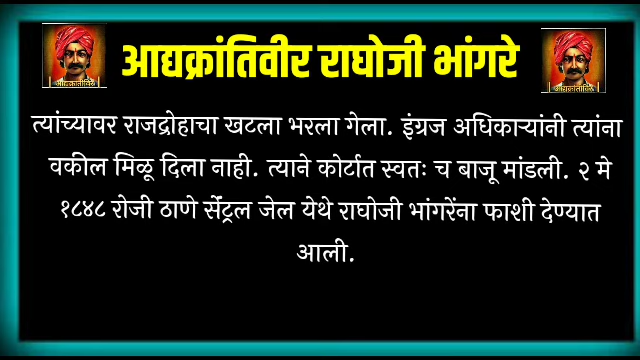 आद्यक्रांतिवीर राघोजी भांगरे
त्यांच्यावर राजद्रोहाचा खटला भरला गेला. इंग्रज अधिकाऱ्यांनी त्यांना
वकील मिळू दिला नाही. त्याने कोर्टात स्वतः च बाजू मांडली. २ मे
१८४८ रोजी ठाणे सेंट्रल जेल येथे राघोजी भांगरेंना फाशी देण्यात
आली.